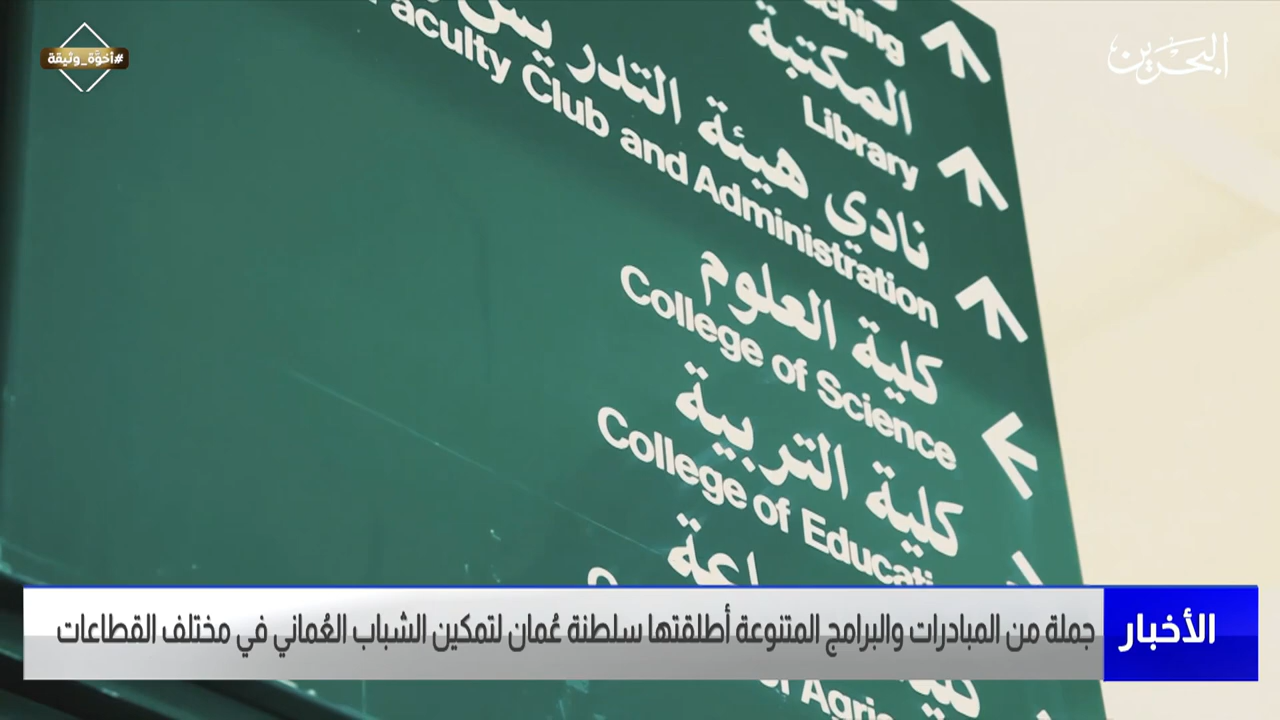 #أخوَّة_وثيقة
البحرين
المكتبة
Library
نادي هيئة التدريس
Faculty Club and Administration
كلية العلوم
College of Science
كلية التربية
College of
الأخبار
جملة من المبادرات والبرامج المتنوعة أطلقتها سلطنة عُمان لتمكين الشباب العُماني في مختلف القطاعات